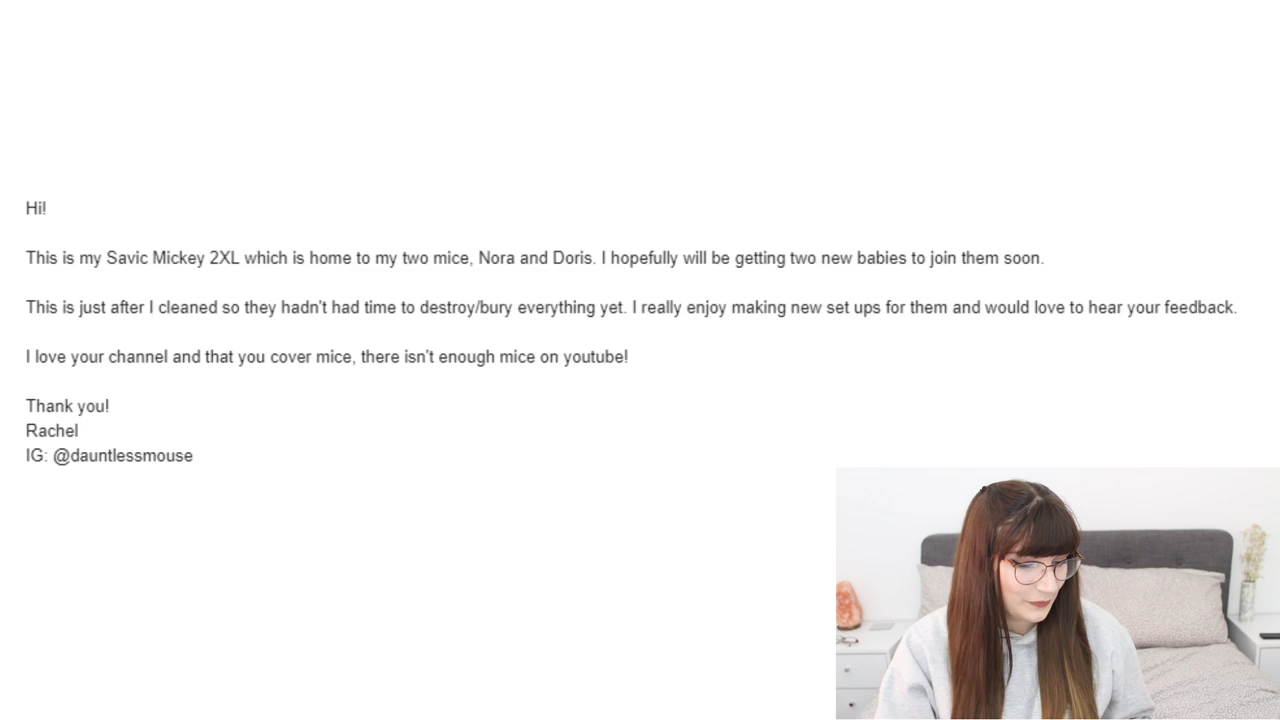 Hi!
This is my Savic Mickey 2XL which is home to my two mice, Nora and Doris. I hopefully will be getting two new babies to join them soon.
This is just after I cleaned so they hadn't had time to destroy/bury everything yet. I really enjoy making new set ups for them and would love to hear your feedback.
I love your channel and that you cover mice, there isn't enough mice on youtube!
Thank you!
Rachel
IG: @dauntlessmouse